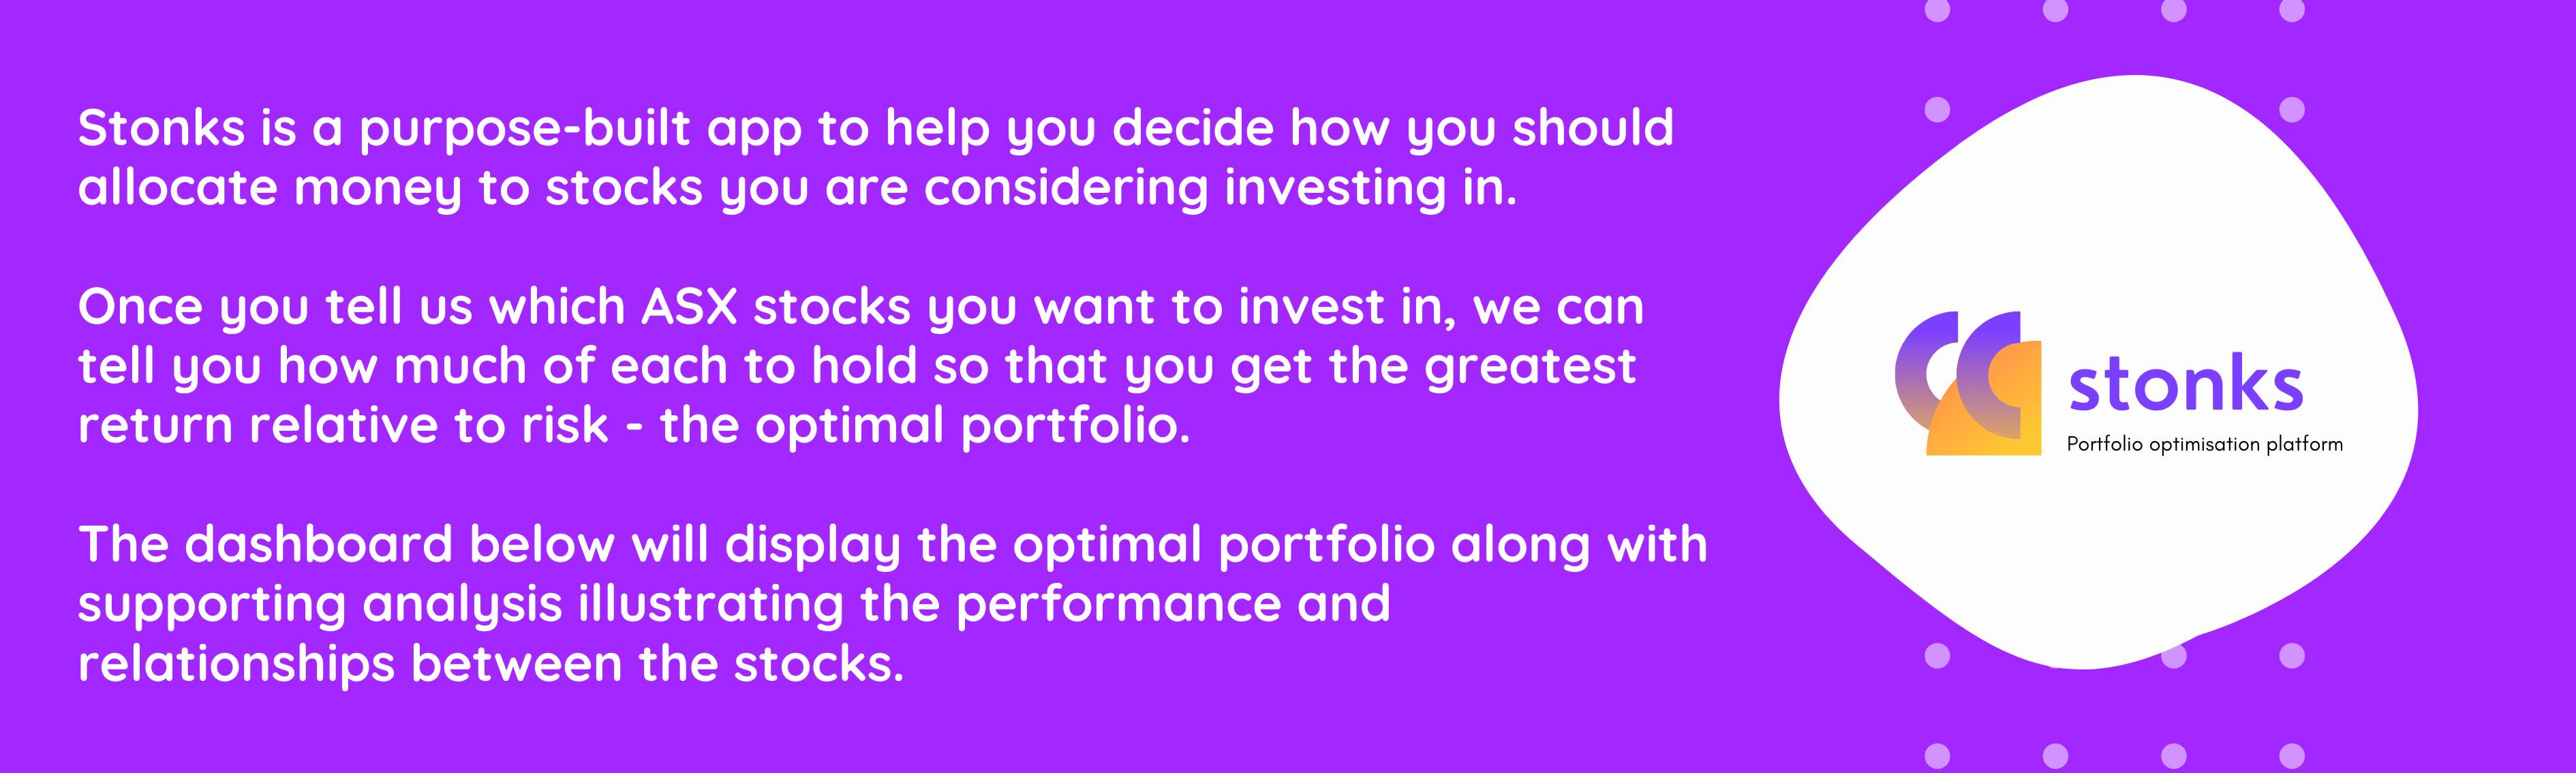 Stonks is a purpose-built app to help you decide how you should
allocate money to stocks you are considering investing in.
Once you tell us which ASX stocks you want to invest in, we can
tell you how much of each to hold so that you get the greatest
return relative to risk - the optimal portfolio.
The dashboard below will display the optimal portfolio along with
supporting analysis illustrating the performance and
relationships between the stocks.
stonks
Portfolio optimisation platform